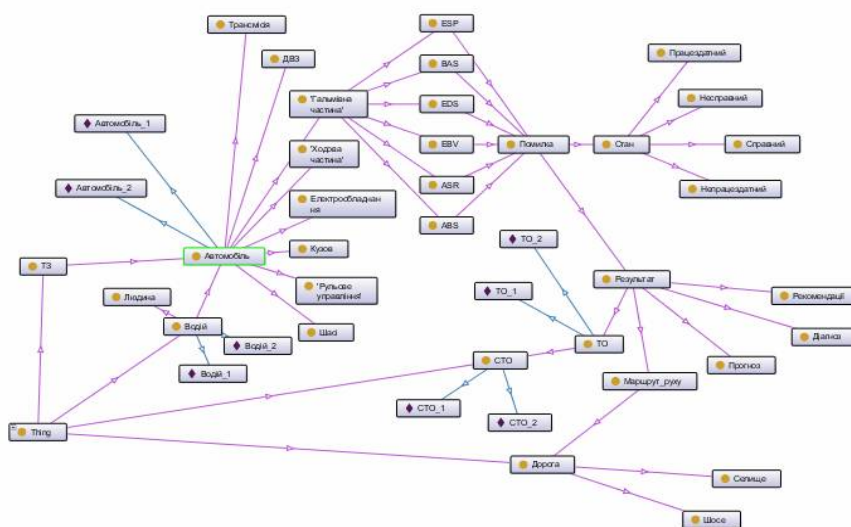 Трансмісія
ESP
ДВЗ
BAS
Працездатний
'Гальмівна
частина'
EDS
Несправний
Автомобіль_1
EBV
Помилка
Стан
Справний
'Ходова
частина'
Автомобіль_2
ASR
Непрацездатний
Електрообладнан
ня
ABS
ТО_2
Кузов
Автомобіль
ТЗ
Результат
'Рульове
управління'
ТО_1
Людина
Рекомендації
Водій
Шасі
Діагноз
Водій_2
ТО
СТО
Прогноз
Водій_1
Маршрут_руху
СТО_1
СТО_2
Thing
Дорога
Селище
Шосе